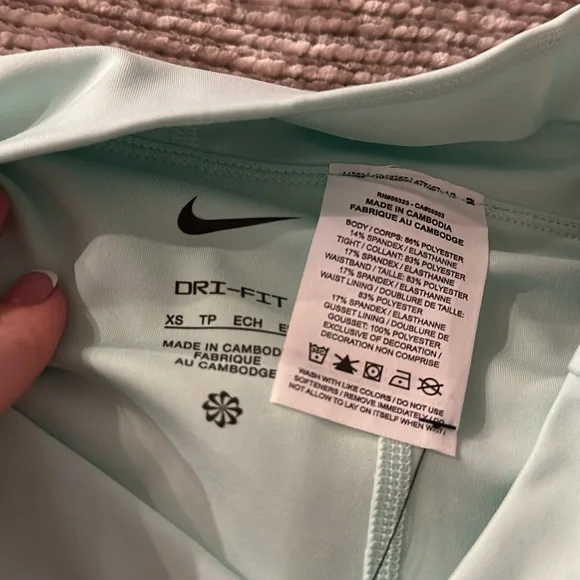 DRI-FIT
XS TP ECH
MADE IN CAMBOD
FABRIQUE
AU CAMBODGE
MADE IN CAMBODIA
FABRIQUE AU CAMBODGE
BODY / CORPS: 86% POLYESTER
14% SPANDEX / ELASTHANNE
TIGHT / COLLANT: 83% POLYESTER
17% SPANDEX / ELASTHANNE
WAISTBAND / TAILLE: 83% POLYESTER
17% SPANDEX / ELASTHANNE
WAIST LINING / DOUBLURE DE TAILLE:
83% POLYESTER
17% SPANDEX / ELASTHANNE
GUSSET LINING / DOUBLURE DE
GOUSSET: 100% POLYESTER
EXCLUSIVE OF DECORATION /
DECORATION NON COMPRISE
WASH WITH LIKE COLORS / DO NOT USE
SOFTENERS / REMOVE IMMEDIATELY / DO
NOT ALLOW TO LAY ON ITSELF WHEN WET /